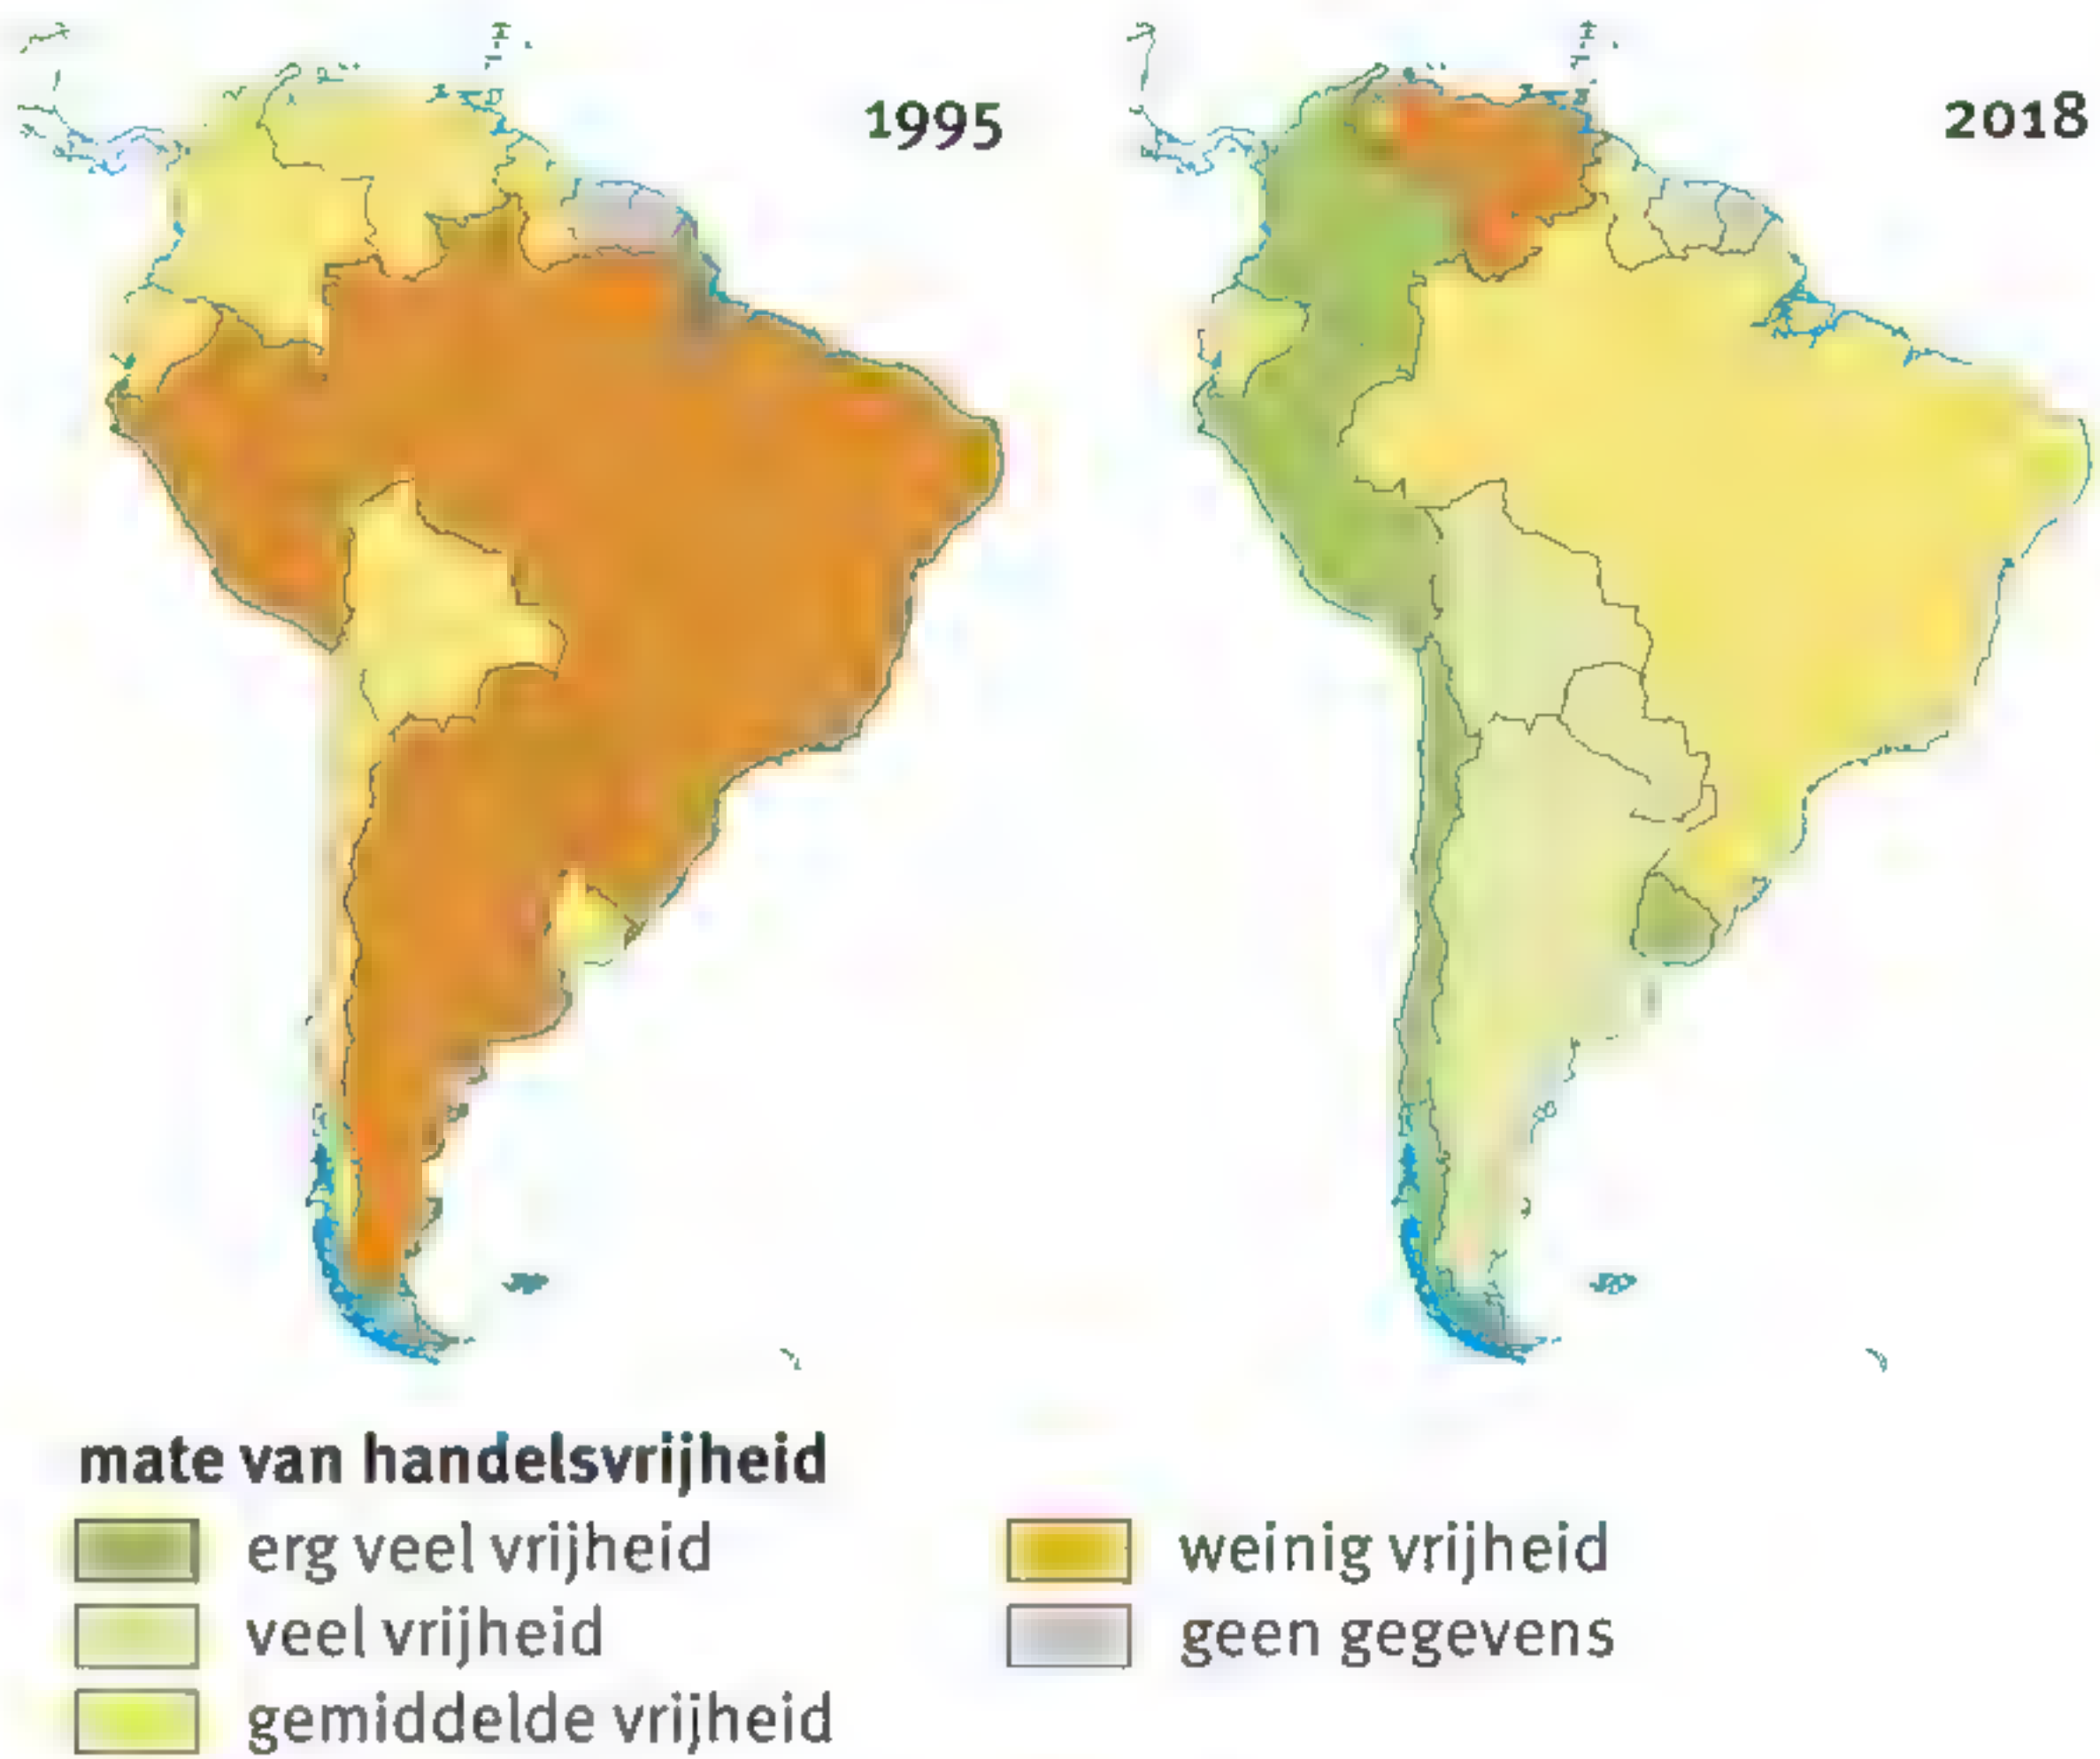 1995
2018
mate van handelsvrijheid
erg veel vrijheid
veel vrijheid
gemiddelde vrijheid
weinig vrijheid
geen gegevens